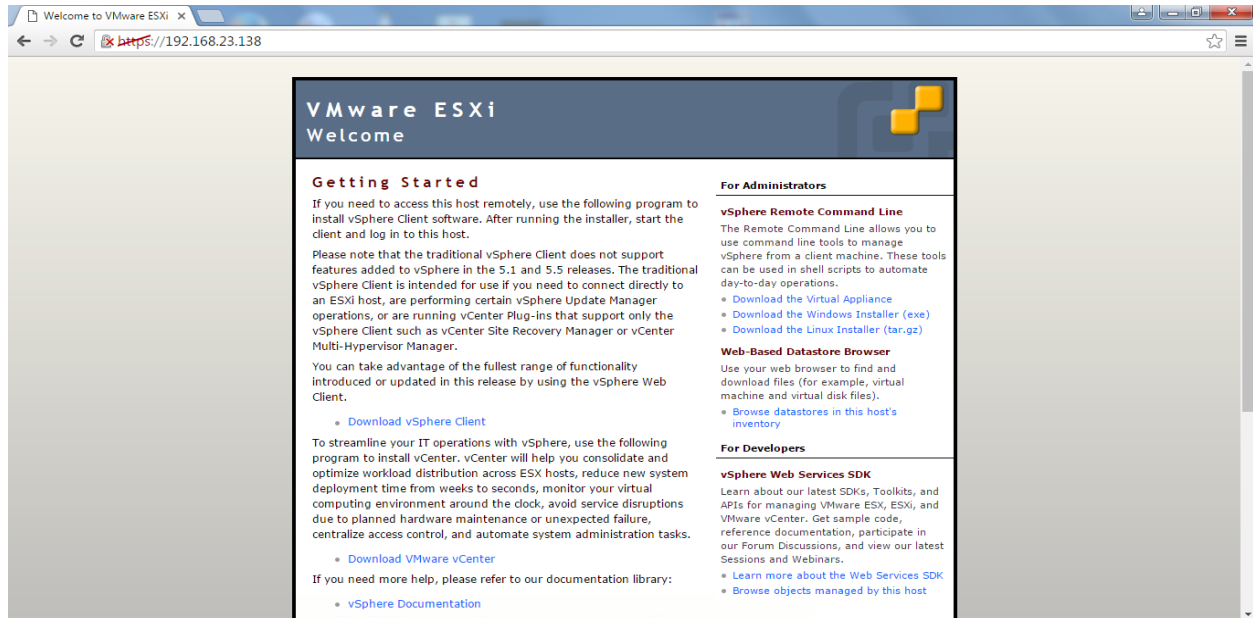 Welcome to VMware ESXi
https://192.168.23.138
VMware ESXi
Welcome
Getting Started
If you need to access this host remotely, use the following program to
install vSphere Client software. After running the installer, start the
client and log in to this host.
Please note that the traditional vSphere Client does not support
features added to vSphere in the 5.1 and 5.5 releases. The traditional
vSphere Client is intended for use if you need to connect directly to
an ESXi host, are performing certain vSphere Update Manager
operations, or are running vCenter Plug-ins that support only the
vSphere Client such as vCenter Site Recovery Manager or vCenter
Multi-Hypervisor Manager.
You can take advantage of the fullest range of functionality
introduced or updated in this release by using the vSphere Web
Client.
Download vSphere Client
To streamline your IT operations with vSphere, use the following
program to install vCenter. vCenter will help you consolidate and
optimize workload distribution across ESX hosts, reduce new system
deployment time from weeks to seconds, monitor your virtual
computing environment around the clock, avoid service disruptions
due to planned hardware maintenance or unexpected failure,
centralize access control, and automate system administration tasks.
Download VMware vCenter
If you need more help, please refer to our documentation library:
vSphere Documentation
For Administrators
vSphere Remote Command Line
The Remote Command Line allows you to
use command line tools to manage
vSphere from a client machine. These tools
can be used in shell scripts to automate
day-to-day operations.
Download the Virtual Appliance
Download the Windows Installer (exe)
Download the Linux Installer (tar.gz)
Web-Based Datastore Browser
Use your web browser to find and
download files (for example, virtual
machine and virtual disk files).
Browse datastores in this host's
inventory
For Developers
vSphere Web Services SDK
Learn about our latest SDKs, Toolkits, and
APIs for managing VMware ESX, ESXi, and
VMware vCenter. Get sample code,
reference documentation, participate in
our Forum Discussions, and view our latest
Sessions and Webinars.
Learn more about the Web Services SDK
Browse objects managed by this host